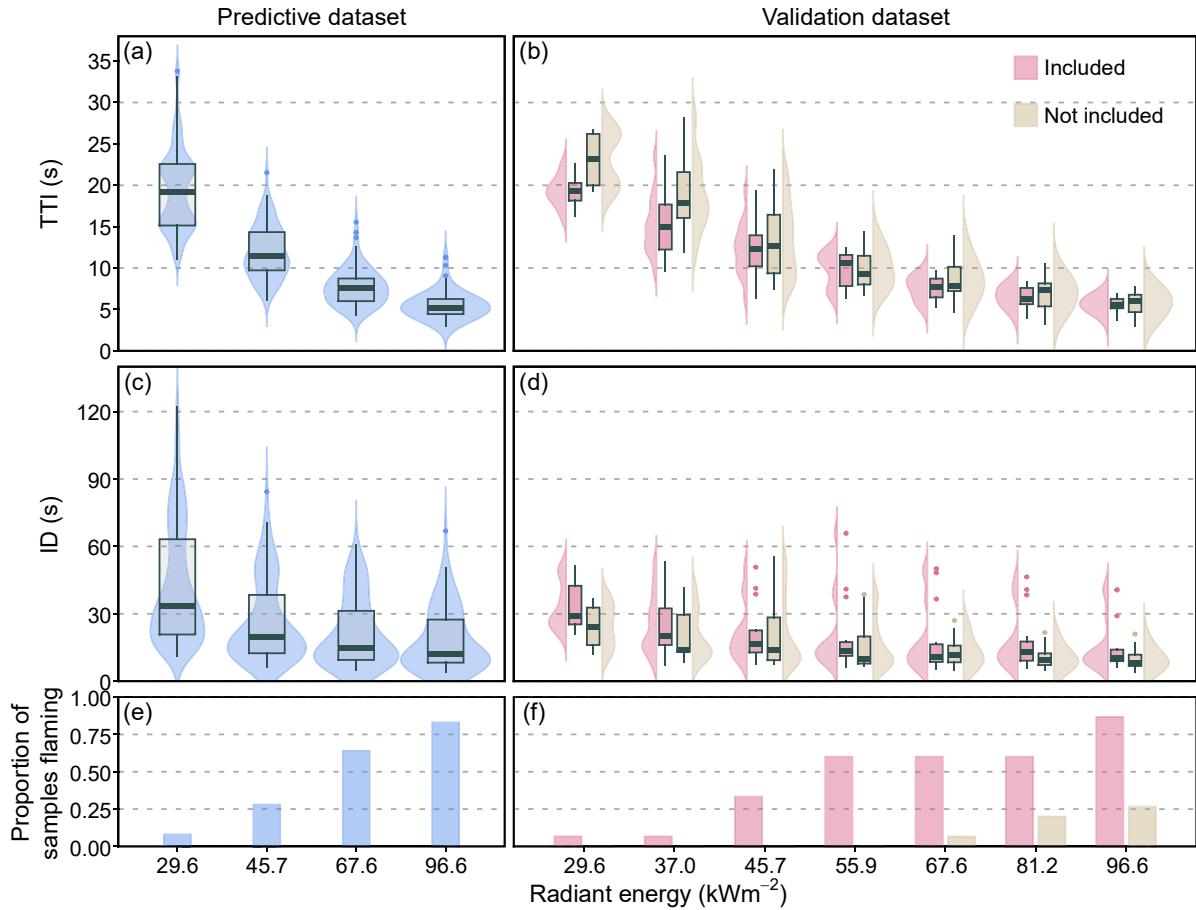 Predictive dataset
Validation dataset
(a)
(b)
Included
Not included
TTI (s)
35
30
25
20
15
10
5
0
(c)
(d)
ID (s)
120
90
60
30
0
(e)
(f)
Proportion of
samples flaming
1.00
0.75
0.50
0.25
0.00
29.6 45.7 67.6 96.6
29.6 37.0 45.7 55.9 67.6 81.2 96.6
Radiant energy (kWm⁻²)